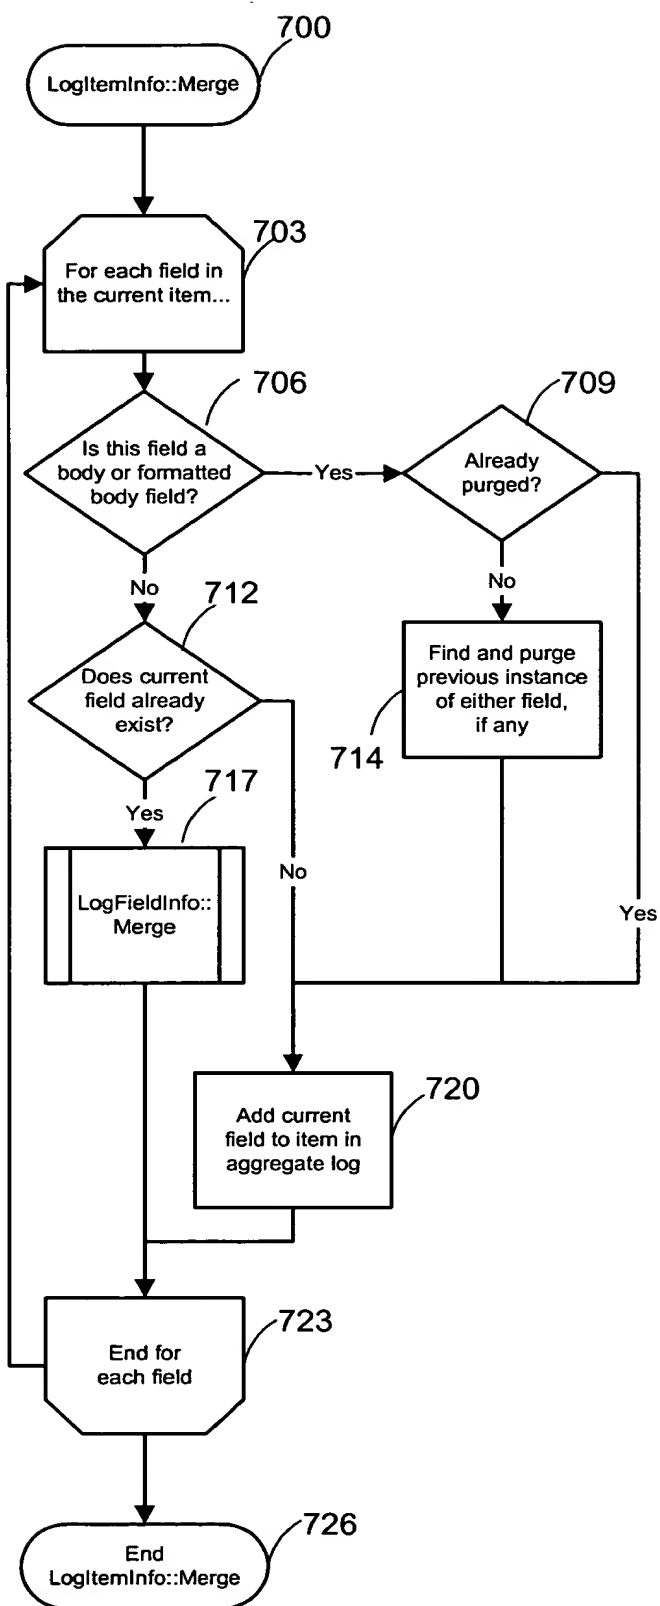 700
LogItemInfo::Merge
703
For each field in
the current item...
706
709
Is this field a
body or formatted
body field?
Yes
Already
purged?
No
712
No
Does current
field already
exist?
Find and purge
previous instance
of either field,
if any
714
717
Yes
No
LogFieldInfo::
Merge
Yes
720
Add current
field to item in
aggregate log
723
End for
each field
726
End
LogItemInfo::Merge